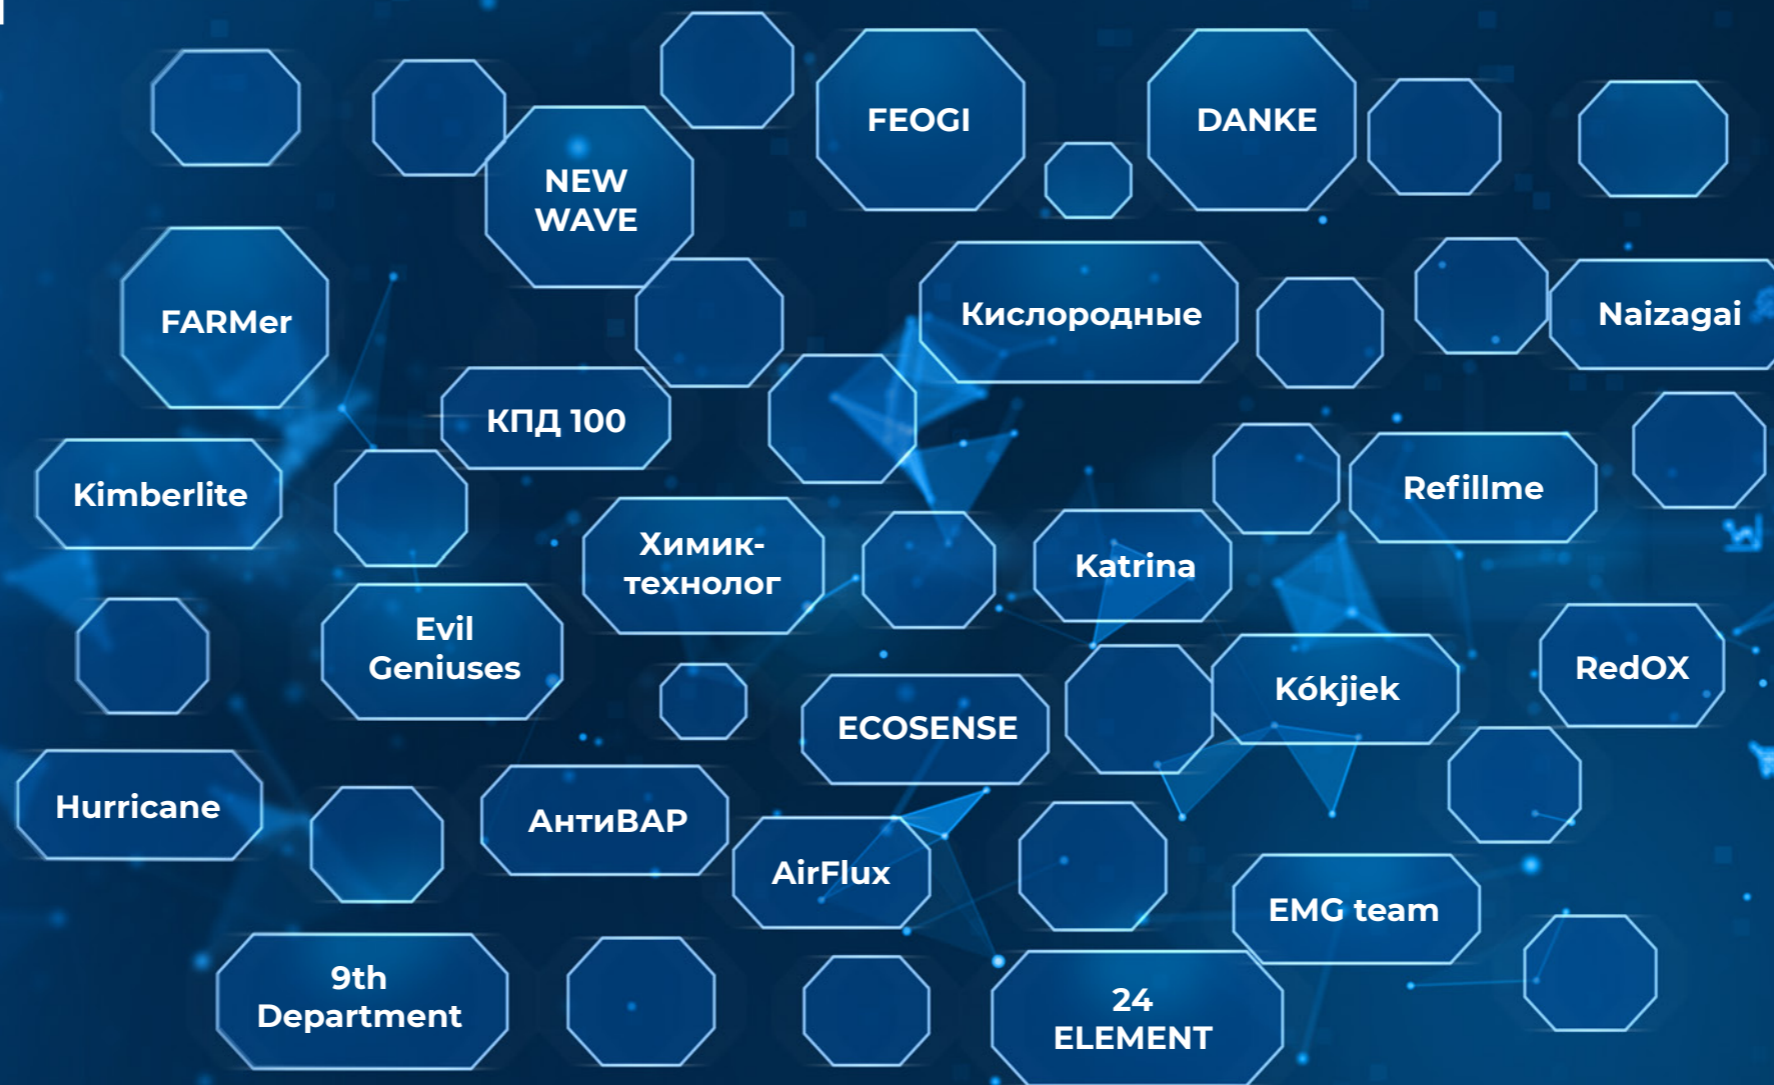 FEOGI
DANKE
NEW
WAVE
FARMer
Кислородные
Naizagai
КПД 100
Kimberlite
Refillme
Химик-
технолог
Katrina
Evil
Geniuses
RedOX
Kókjiek
ECOSENSE
Hurricane
АнтиВАР
AirFlux
EMG team
9th
Department
24
ELEMENT